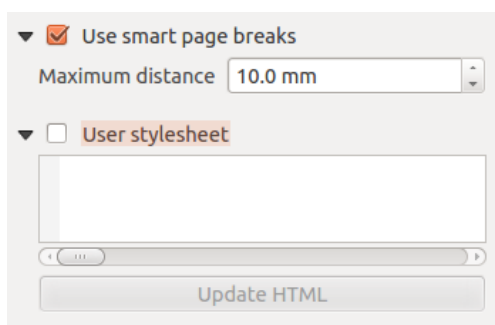 Use smart page breaks
Maximum distance 10.0 mm
User stylesheet
Update HTML